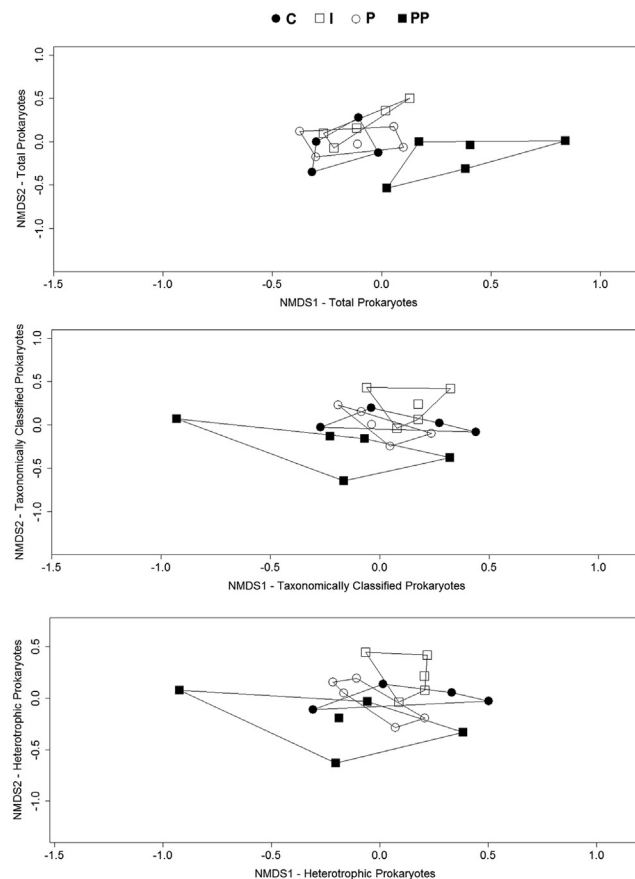 C I P PP
NMDS2 - Total Prokaryotes
1.0
0.5
0.0
-0.5
-1.0
-1.5 -1.0 -0.5 0.0 0.5 1.0
NMDS1 - Total Prokaryotes
NMDS2 - Taxonomically Classified Prokaryotes
1.0
0.5
0.0
-0.5
-1.0
-1.5 -1.0 -0.5 0.0 0.5 1.0
NMDS1 - Taxonomically Classified Prokaryotes
NMDS2 - Heterotrophic Prokaryotes
0.5
0.0
-0.5
-1.0
-1.5 -1.0 -0.5 0.0 0.5 1.0
NMDS1 - Heterotrophic Prokaryotes